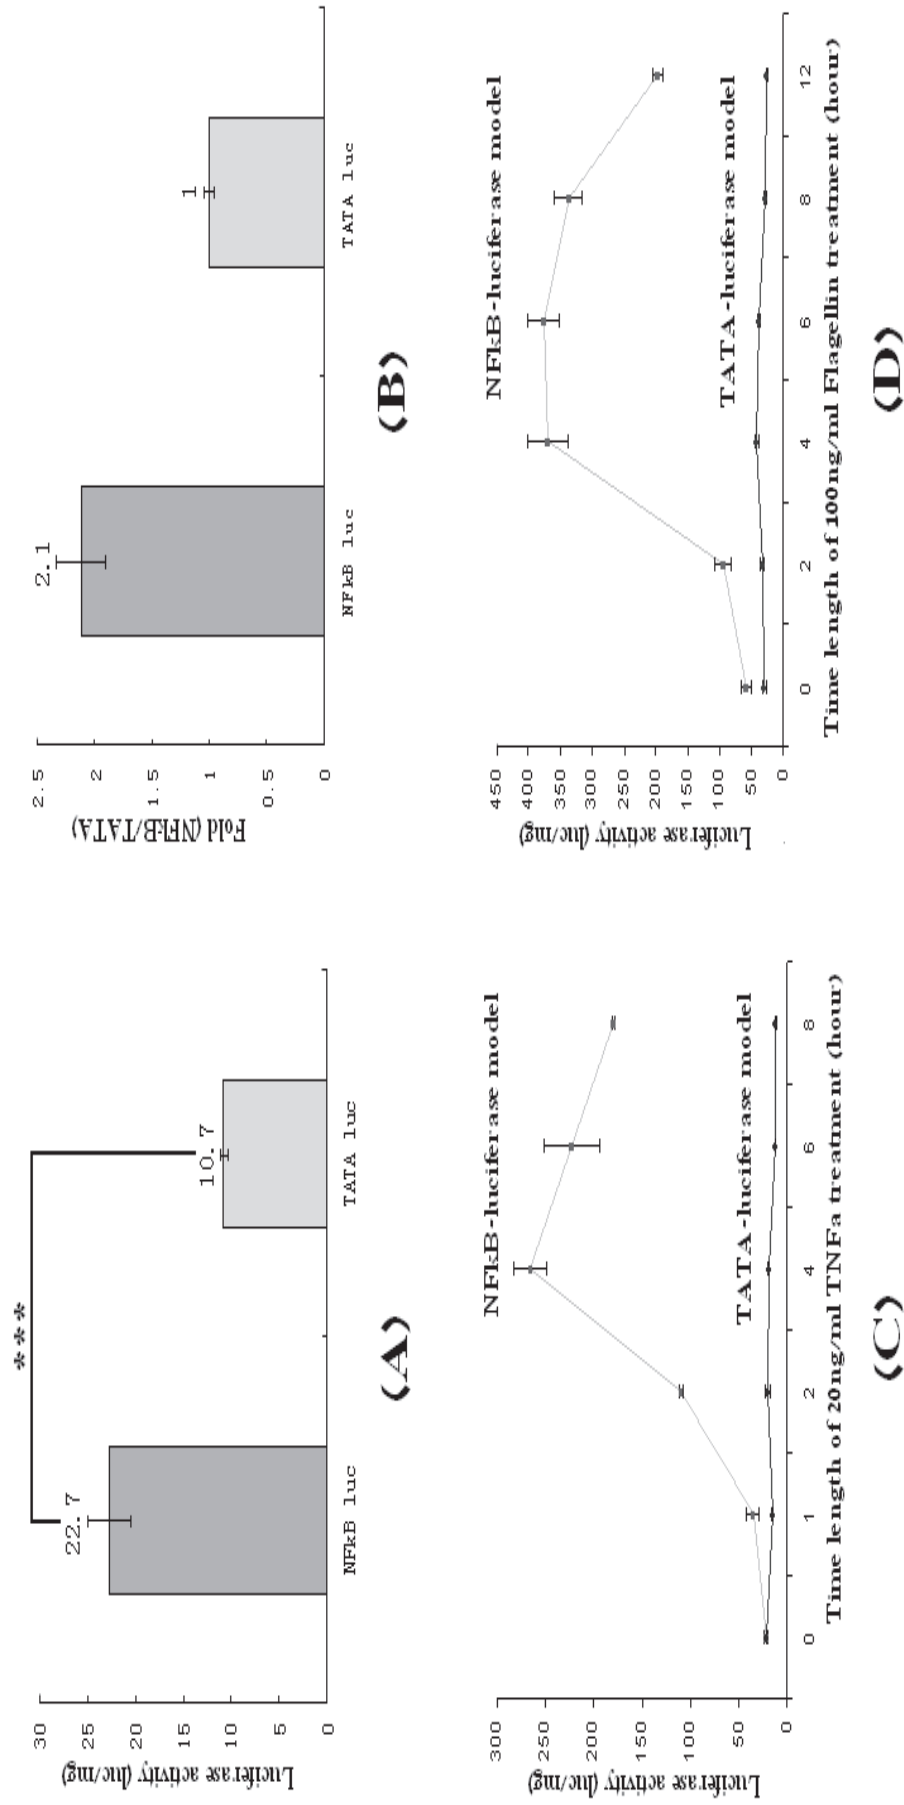 Luciferase activity (luc/mg)
30
25
20
15
10
5
0
22.7
***
10.7
NFkB luc
TATA luc
(A)
Fold (NFkB/TATA)
2.5
2
1.5
1
0.5
0
2.1
1
NFkB luc
TATA luc
(B)
Luciferase activity (luc/mg)
300
250
200
150
100
50
0
NFkB-luciferase model
TATA-luciferase model
0 1 2 4 6 8
Time length of 20ng/ml TNFa treatment (hour)
(C)
Luciferase activity (luc/mg)
450
400
350
300
250
200
150
100
50
0
NFkB-luciferase model
TATA-luciferase model
0 2 4 6 8 12
Time length of 100ng/ml Flagellin treatment (hour)
(D)